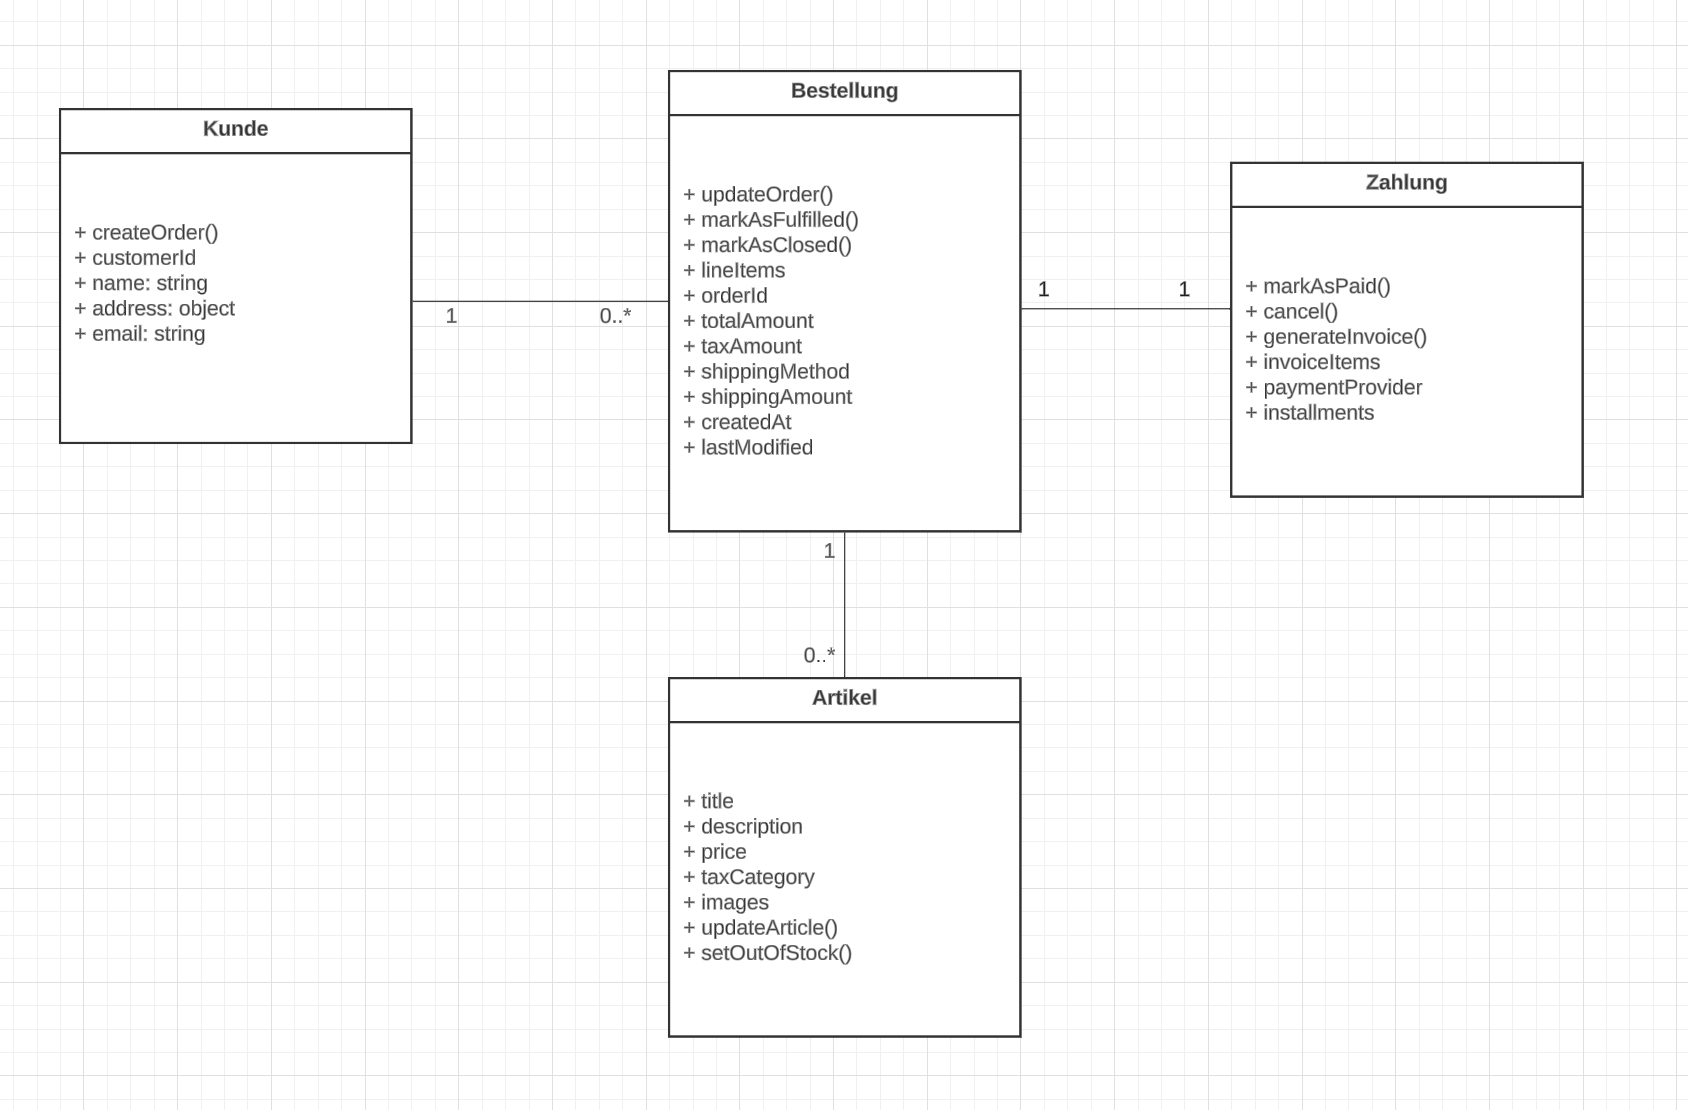 Kunde
+ createOrder()
+ customerId
+ name: string
+ address: object
+ email: string
1
0..*
Bestellung
+ updateOrder()
+ markAsFulfilled()
+ markAsClosed()
+ lineItems
+ orderId
+ totalAmount
+ taxAmount
+ shippingMethod
+ shippingAmount
+ createdAt
+ lastModified
1
1
Zahlung
+ markAsPaid()
+ cancel()
+ generateInvoice()
+ invoiceItems
+ paymentProvider
+ installments
1
0..*
Artikel
+ title
+ description
+ price
+ taxCategory
+ images
+ updateArticle()
+ setOutOfStock()